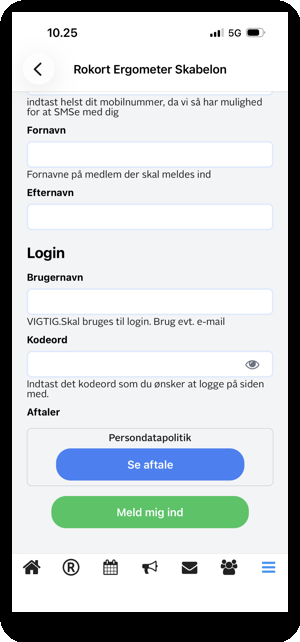 10.25
5G
Rokort Ergometer Skabelon
indtast helst dit mobilnummer, da vi så har mulighed
for at SMSe med dig
Fornavn
Fornavne på medlem der skal meldes ind
Efternavn
Login
Brugernavn
VIGTIG.Skal bruges til login. Brug evt. e-mail
Kodeord
Indtast det kodeord som du ønsker at logge på siden
med.
Aftaler
Persondatapolitik
Se aftale
Meld mig ind
®